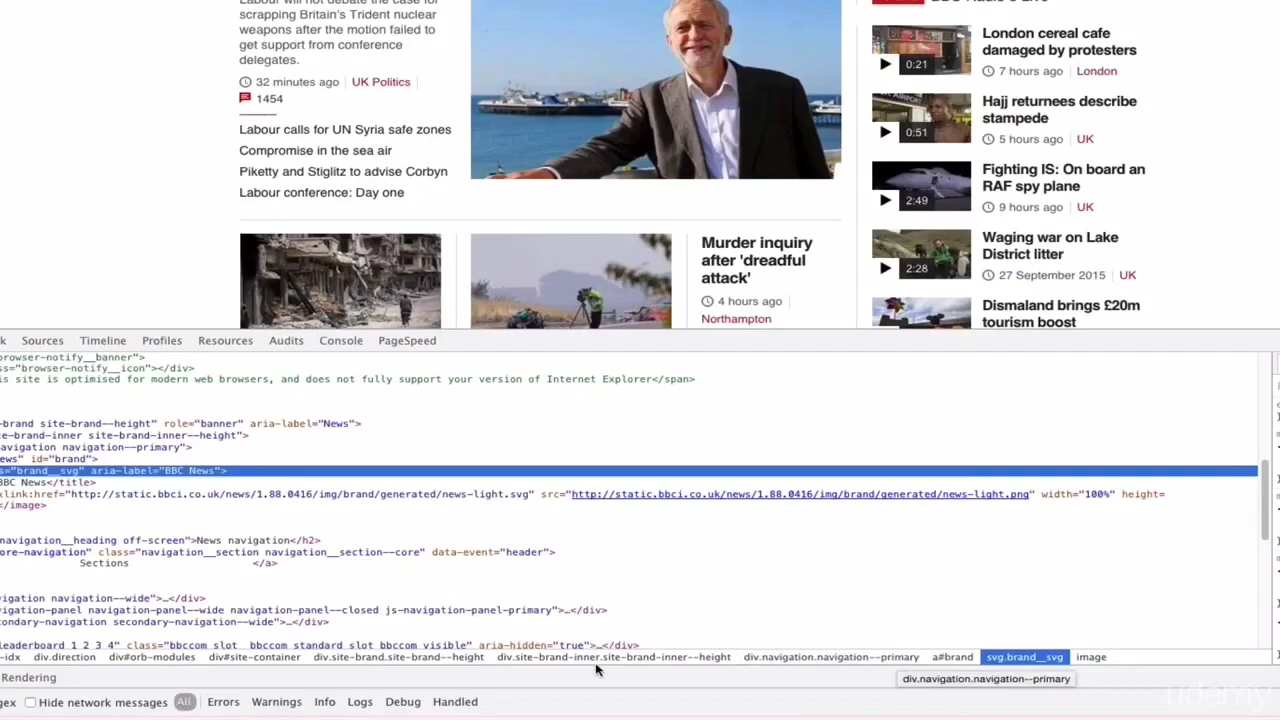 Labour will not debate the case for
scrapping Britain's Trident nuclear
weapons after the motion failed to
get support from conference
delegates.
32 minutes ago
UK Politics
1454
Labour calls for UN Syria safe zones
Compromise in the sea air
Piketty and Stiglitz to advise Corbyn
Labour conference: Day one
Murder inquiry
after 'dreadful
attack'
4 hours ago
Northampton
0:21
London cereal cafe
damaged by protesters
7 hours ago
London
0:51
Hajj returnees describe
stampede
5 hours ago
UK
2:49
Fighting IS: On board an
RAF spy plane
9 hours ago
UK
2:28
Waging war on Lake
District litter
27 September 2015
UK
Dismaland brings £20m
tourism boost
k Sources Timeline Profiles Resources Audits Console PageSpeed
browser-notify__banner">
s="browser-notify__icon"></div>
is site is optimised for modern web browsers, and does not fully support your version of Internet Explorer</span>
-brand site-brand--height" role="banner" aria-label="News">
te-brand-inner site-brand-inner--height">
avigation navigation--primary">
ews" id="brand">
s="brand__svg" aria-label="BBC News">
BBC News</title>
xlink:href="http://static.bbci.co.uk/news/1.88.0416/img/brand/generated/news-light.svg" src="http://static.bbci.co.uk/news/1.88.0416/img/brand/generated/news-light.png" width="100%" height=
</image>
navigation__heading off-screen">News navigation</h2>
ore-navigation" class="navigation__section navigation__section--core" data-event="header">
Sections </a>
vigation navigation--wide">…</div>
vigation-panel navigation-panel--wide navigation-panel--closed js-navigation-panel-primary">…</div>
condary-navigation secondary-navigation--wide">…</div>
leaderboard 1 2 3 4" class="bbccom_slot bbccom_standard_slot bbccom_visible" aria-hidden="true">…</div>
-idx div.direction div#orb-modules div#site-container div.site-brand.site-brand--height div.site-brand-inner.site-brand-inner--height div.navigation.navigation--primary a#brand svg.brand__svg image
Rendering
div.navigation.navigation--primary
gex Hide network messages All Errors Warnings Info Logs Debug Handled
udemy